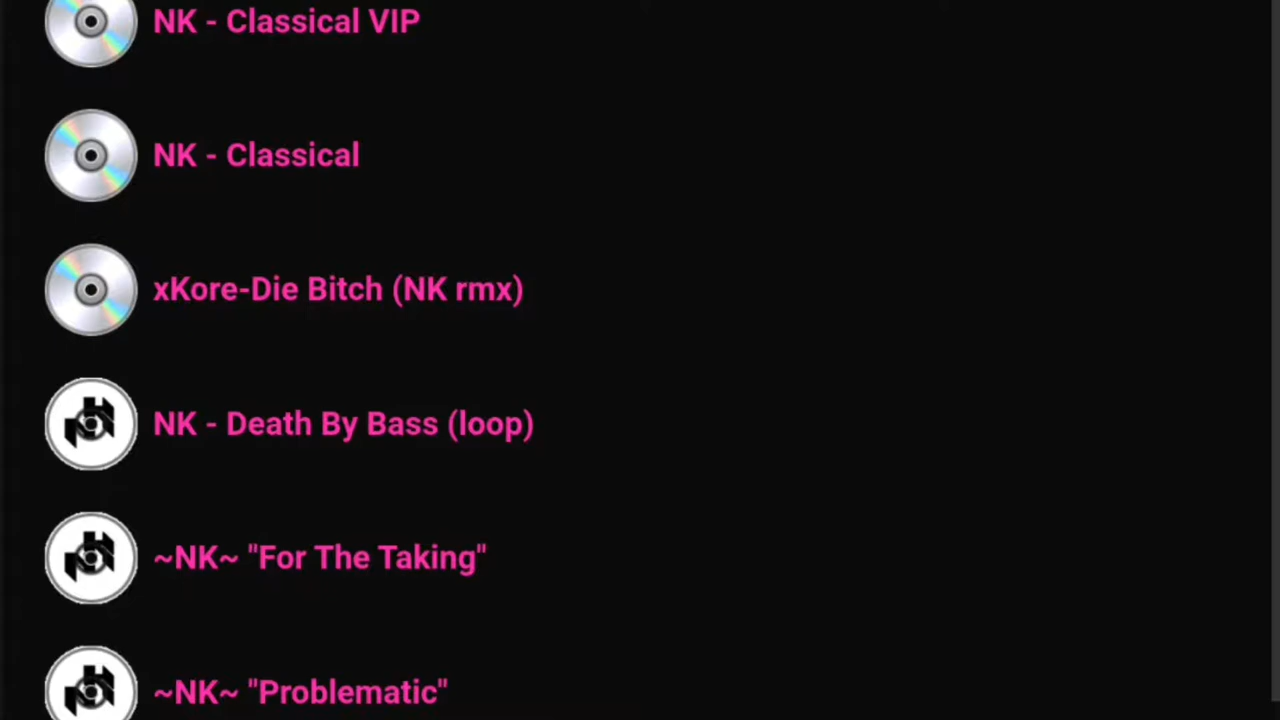 NK - Classical VIP
NK - Classical
xKore-Die Bitch (NK rmx)
NK - Death By Bass (loop)
~NK~ "For The Taking"
~NK~ "Problematic"